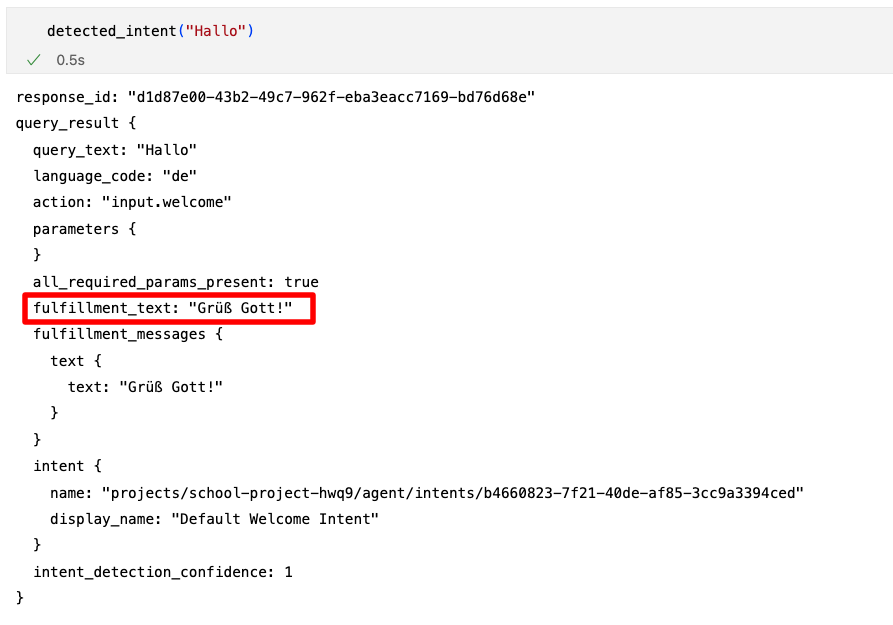 detected_intent("Hallo")
✓ 0.5s
response_id: "d1d87e00-43b2-49c7-962f-eba3eacc7169-bd76d68e"
query_result {
  query_text: "Hallo"
  language_code: "de"
  action: "input.welcome"
  parameters {
  }
  all_required_params_present: true
  fulfillment_text: "Grüß Gott!"
  fulfillment_messages {
    text {
      text: "Grüß Gott!"
    }
  }
  intent {
    name: "projects/school-project-hwq9/agent/intents/b4660823-7f21-40de-af85-3cc9a3394ced"
    display_name: "Default Welcome Intent"
  }
  intent_detection_confidence: 1
}